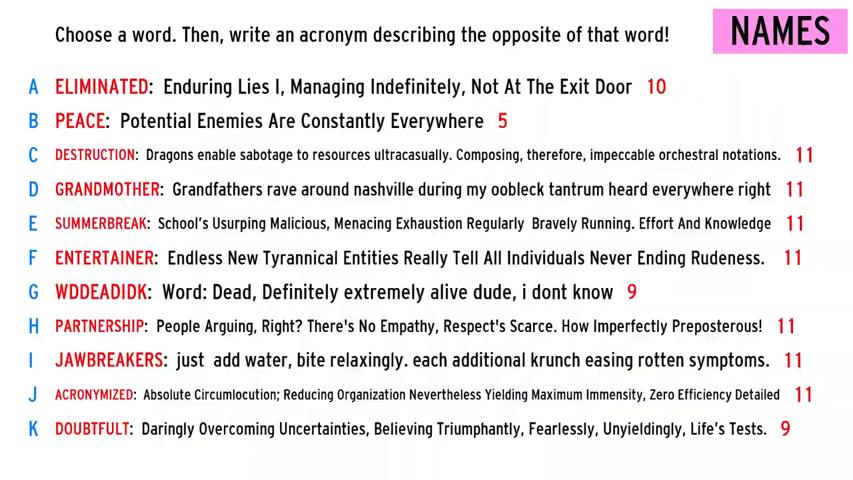 Choose a word. Then, write an acronym describing the opposite of that word!
NAMES
A ELIMINATED: Enduring Lies I, Managing Indefinitely, Not At The Exit Door 10
B PEACE: Potential Enemies Are Constantly Everywhere 5
C DESTRUCTION: Dragons enable sabotage to resources ultracasually. Composing, therefore, impeccable orchestral notations. 11
D GRANDMOTHER: Grandfathers rave around nashville during my oobleck tantrum heard everywhere right 11
E SUMMERBREAK: School's Usurping Malicious, Menacing Exhaustion Regularly Bravely Running. Effort And Knowledge 11
F ENTERTAINER: Endless New Tyrannical Entities Really Tell All Individuals Never Ending Rudeness. 11
G WDDEADIDK: Word: Dead, Definitely extremely alive dude, i dont know 9
H PARTNERSHIP: People Arguing, Right? There's No Empathy, Respect's Scarce. How Imperfectly Preposterous! 11
I JAWBREAKERS: just add water, bite relaxingly. each additional krunch easing rotten symptoms. 11
J ACRONYMIZED: Absolute Circumlocution; Reducing Organization Nevertheless Yielding Maximum Immensity, Zero Efficiency Detailed 11
K DOUBTFULT: Daringly Overcoming Uncertainties, Believing Triumphantly, Fearlessly, Unyieldingly, Life's Tests. 9